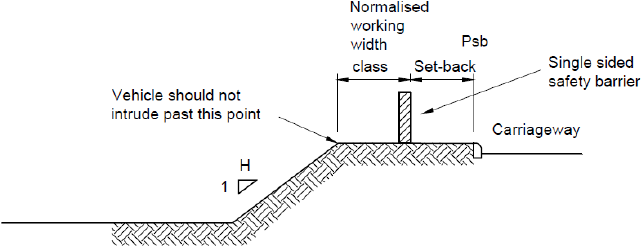 Normalised
working
width
class
Psb
Set-back
Single sided
safety barrier
Vehicle should not
intrude past this point
Carriageway
H
1